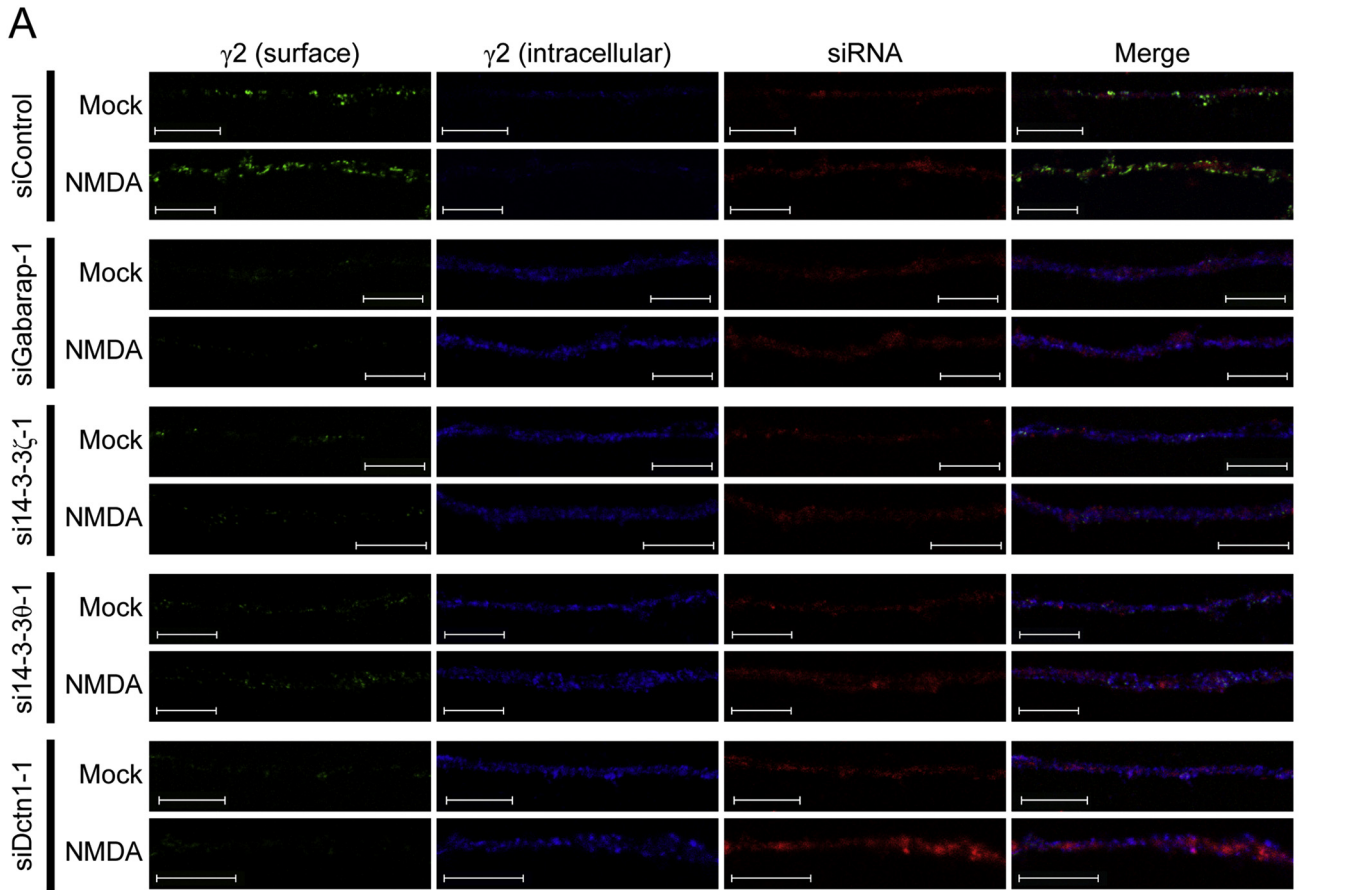 A
γ2 (surface) γ2 (intracellular) siRNA Merge
siControl
Mock
NMDA
siGabarap-1
Mock
NMDA
si14-3-3ζ-1
Mock
NMDA
si14-3-3θ-1
Mock
NMDA
siDctn1-1
Mock
NMDA